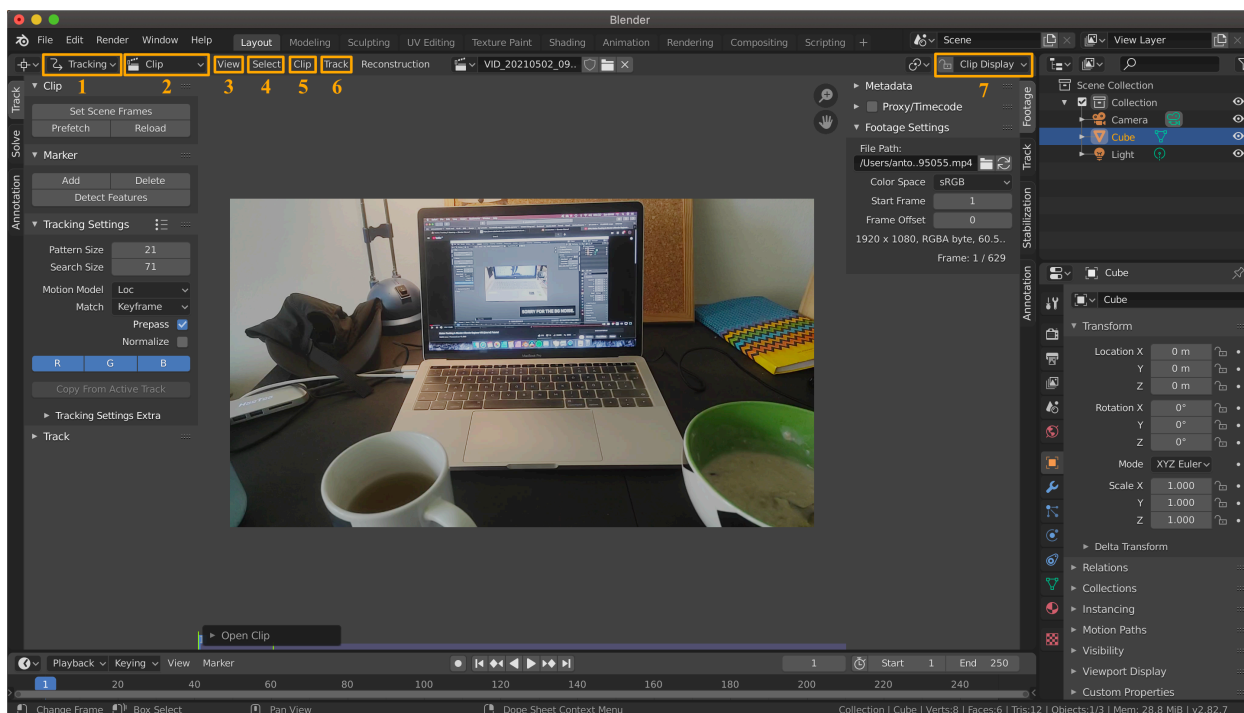 Blender
File Edit Render Window Help Layout Modeling Sculpting UV Editing Texture Paint Shading Animation Rendering Compositing Scripting + Scene View Layer
Tracking Clip View Select Clip Track Reconstruction VID_20210502_09.. Clip Display
1 2 3 4 5 6 7
Track
Solve
Annotation
Clip
Set Scene Frames
Prefetch Reload
Marker
Add Delete
Detect Features
Tracking Settings
Pattern Size 21
Search Size 71
Motion Model Loc
Match Keyframe
Prepass
Normalize
R G B
Copy From Active Track
Tracking Settings Extra
Track
SORRY FOR THE BG NOISE.
MacBook Pro
Open Clip
Metadata
Proxy/Timecode
Footage Settings
File Path:
/Users/anto..95055.mp4
Color Space sRGB
Start Frame 1
Frame Offset 0
1920 x 1080, RGBA byte, 60.5..
Frame: 1 / 629
Footage
Track
Stabilization
Annotation
Scene Collection
Collection
Camera
Cube
Light
Cube
Cube
Transform
Location X 0 m
Y 0 m
Z 0 m
Rotation X 0°
Y 0°
Z 0°
Mode XYZ Euler
Scale X 1.000
Y 1.000
Z 1.000
Delta Transform
Relations
Collections
Instancing
Motion Paths
Visibility
Viewport Display
Custom Properties
Playback Keying View Marker 1 Start 1 End 250
1 20 40 60 80 100 120 140 160 180 200 220 240
Change Frame Box Select Pan View Dope Sheet Context Menu Collection | Cube | Verts:8 | Faces:6 | Tris:12 | Objects:1/3 | Mem: 28.8 MiB | v2.82.7